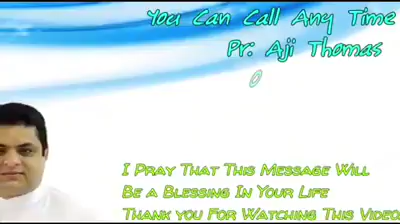 You Can Call Any Time
Pr: Aji Thomas
0
I Pray That This Message Will
Be a Blessing In Your Life
Thank you For Watching This Video